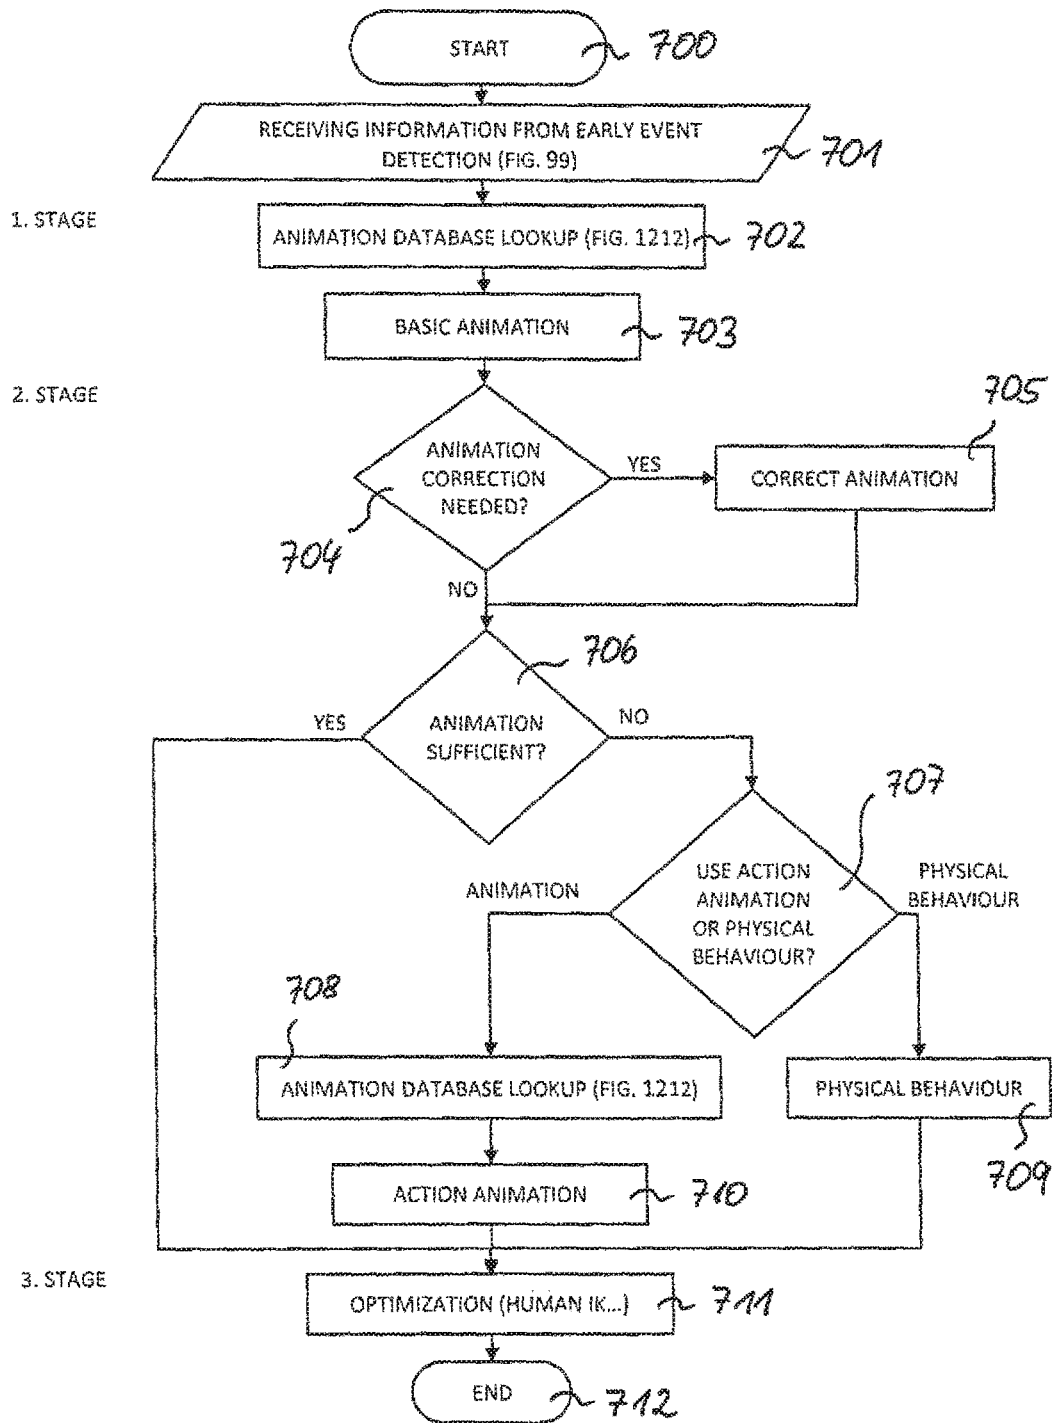 START
700
RECEIVING INFORMATION FROM EARLY EVENT
DETECTION (FIG. 99)
701
1. STAGE
ANIMATION DATABASE LOOKUP (FIG. 1212)
702
BASIC ANIMATION
703
2. STAGE
705
ANIMATION
CORRECTION
NEEDED?
YES
CORRECT ANIMATION
704
NO
706
YES
ANIMATION
SUFFICIENT?
NO
707
ANIMATION
USE ACTION
ANIMATION
OR PHYSICAL
BEHAVIOUR?
PHYSICAL
BEHAVIOUR
708
ANIMATION DATABASE LOOKUP (FIG. 1212)
PHYSICAL BEHAVIOUR
709
ACTION ANIMATION
710
3. STAGE
OPTIMIZATION (HUMAN IK...)
711
END
712